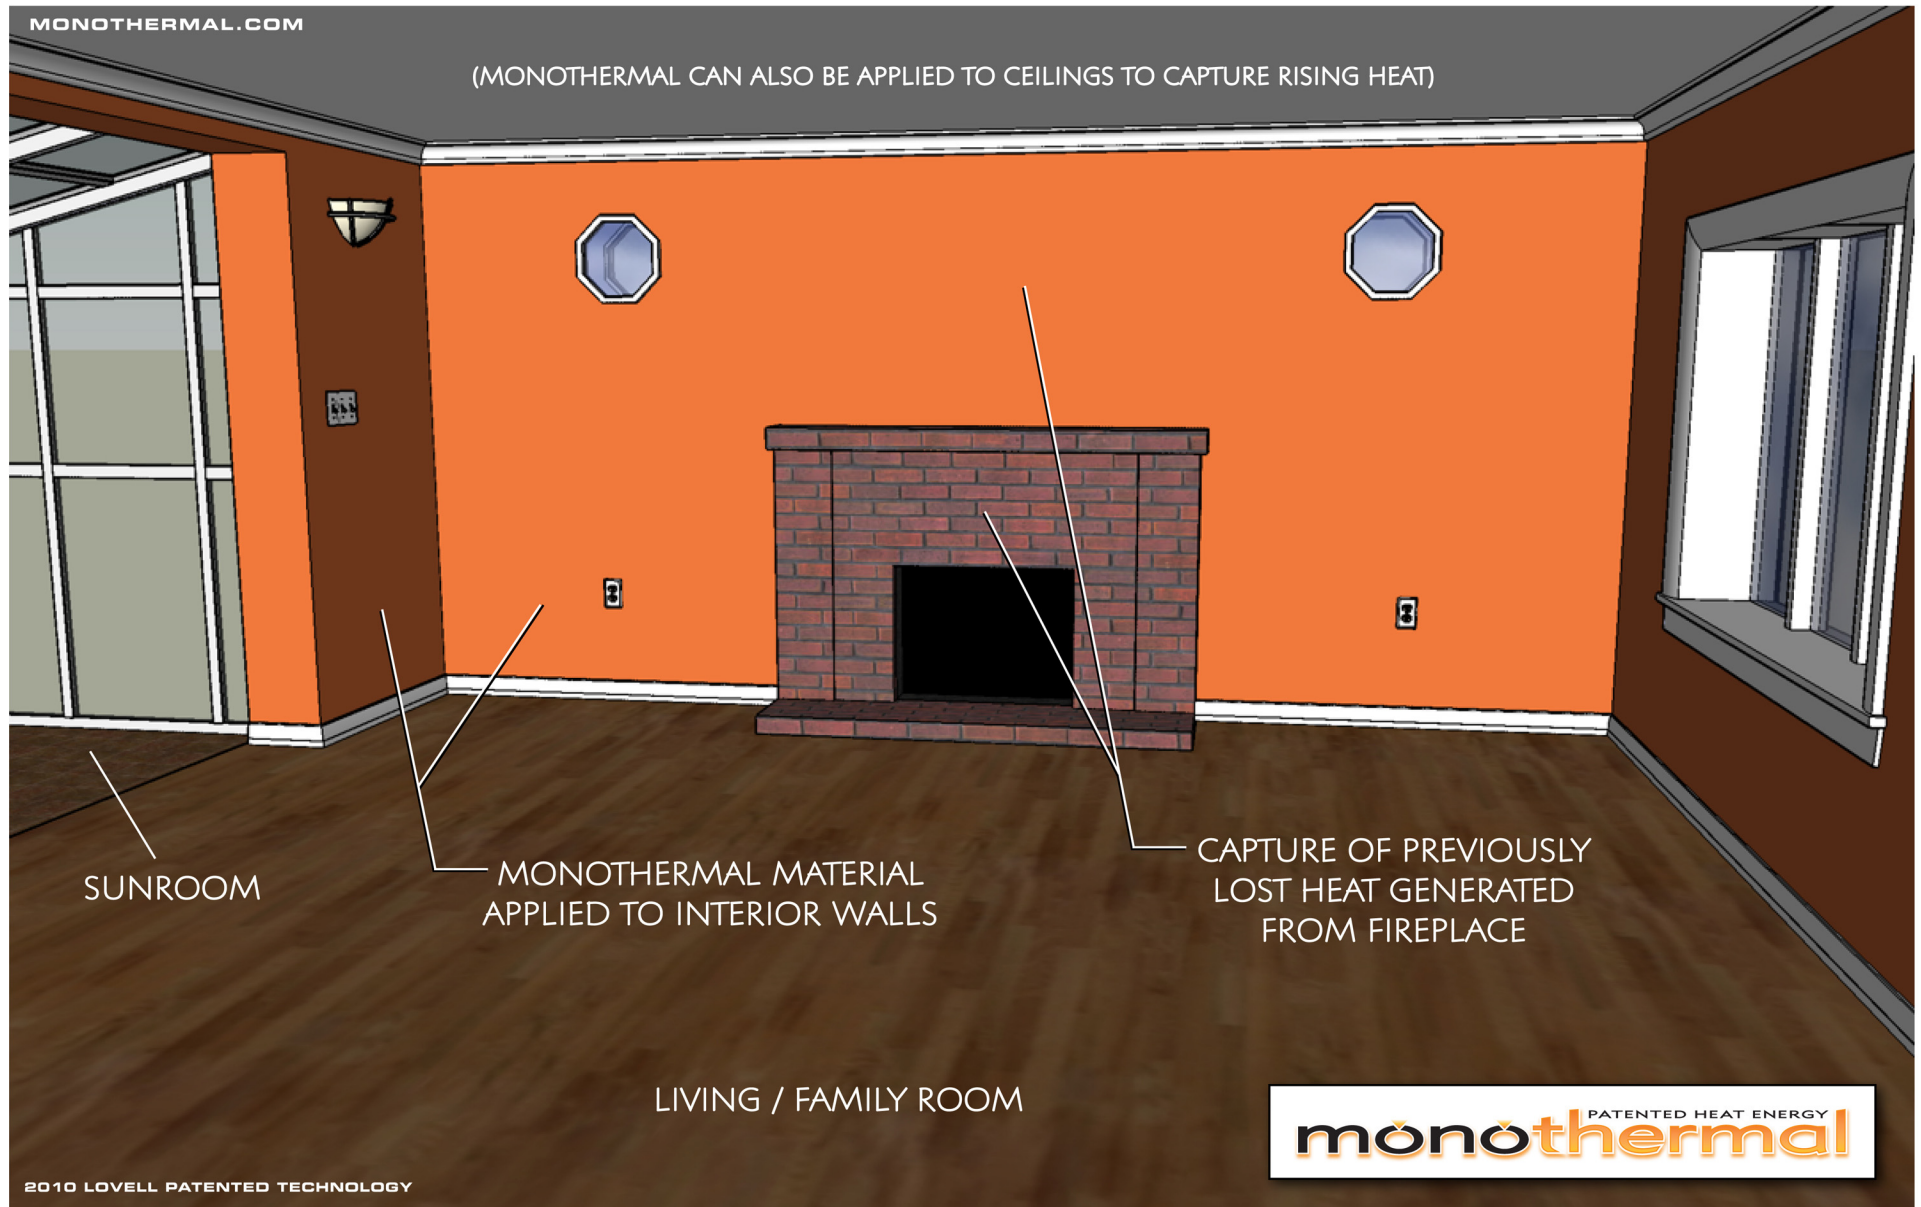 MONOTHERMAL.COM
(MONOTHERMAL CAN ALSO BE APPLIED TO CEILINGS TO CAPTURE RISING HEAT)
SUNROOM
MONOTHERMAL MATERIAL
APPLIED TO INTERIOR WALLS
CAPTURE OF PREVIOUSLY
LOST HEAT GENERATED
FROM FIREPLACE
LIVING / FAMILY ROOM
PATENTED HEAT ENERGY
monothermal
2010 LOVELL PATENTED TECHNOLOGY